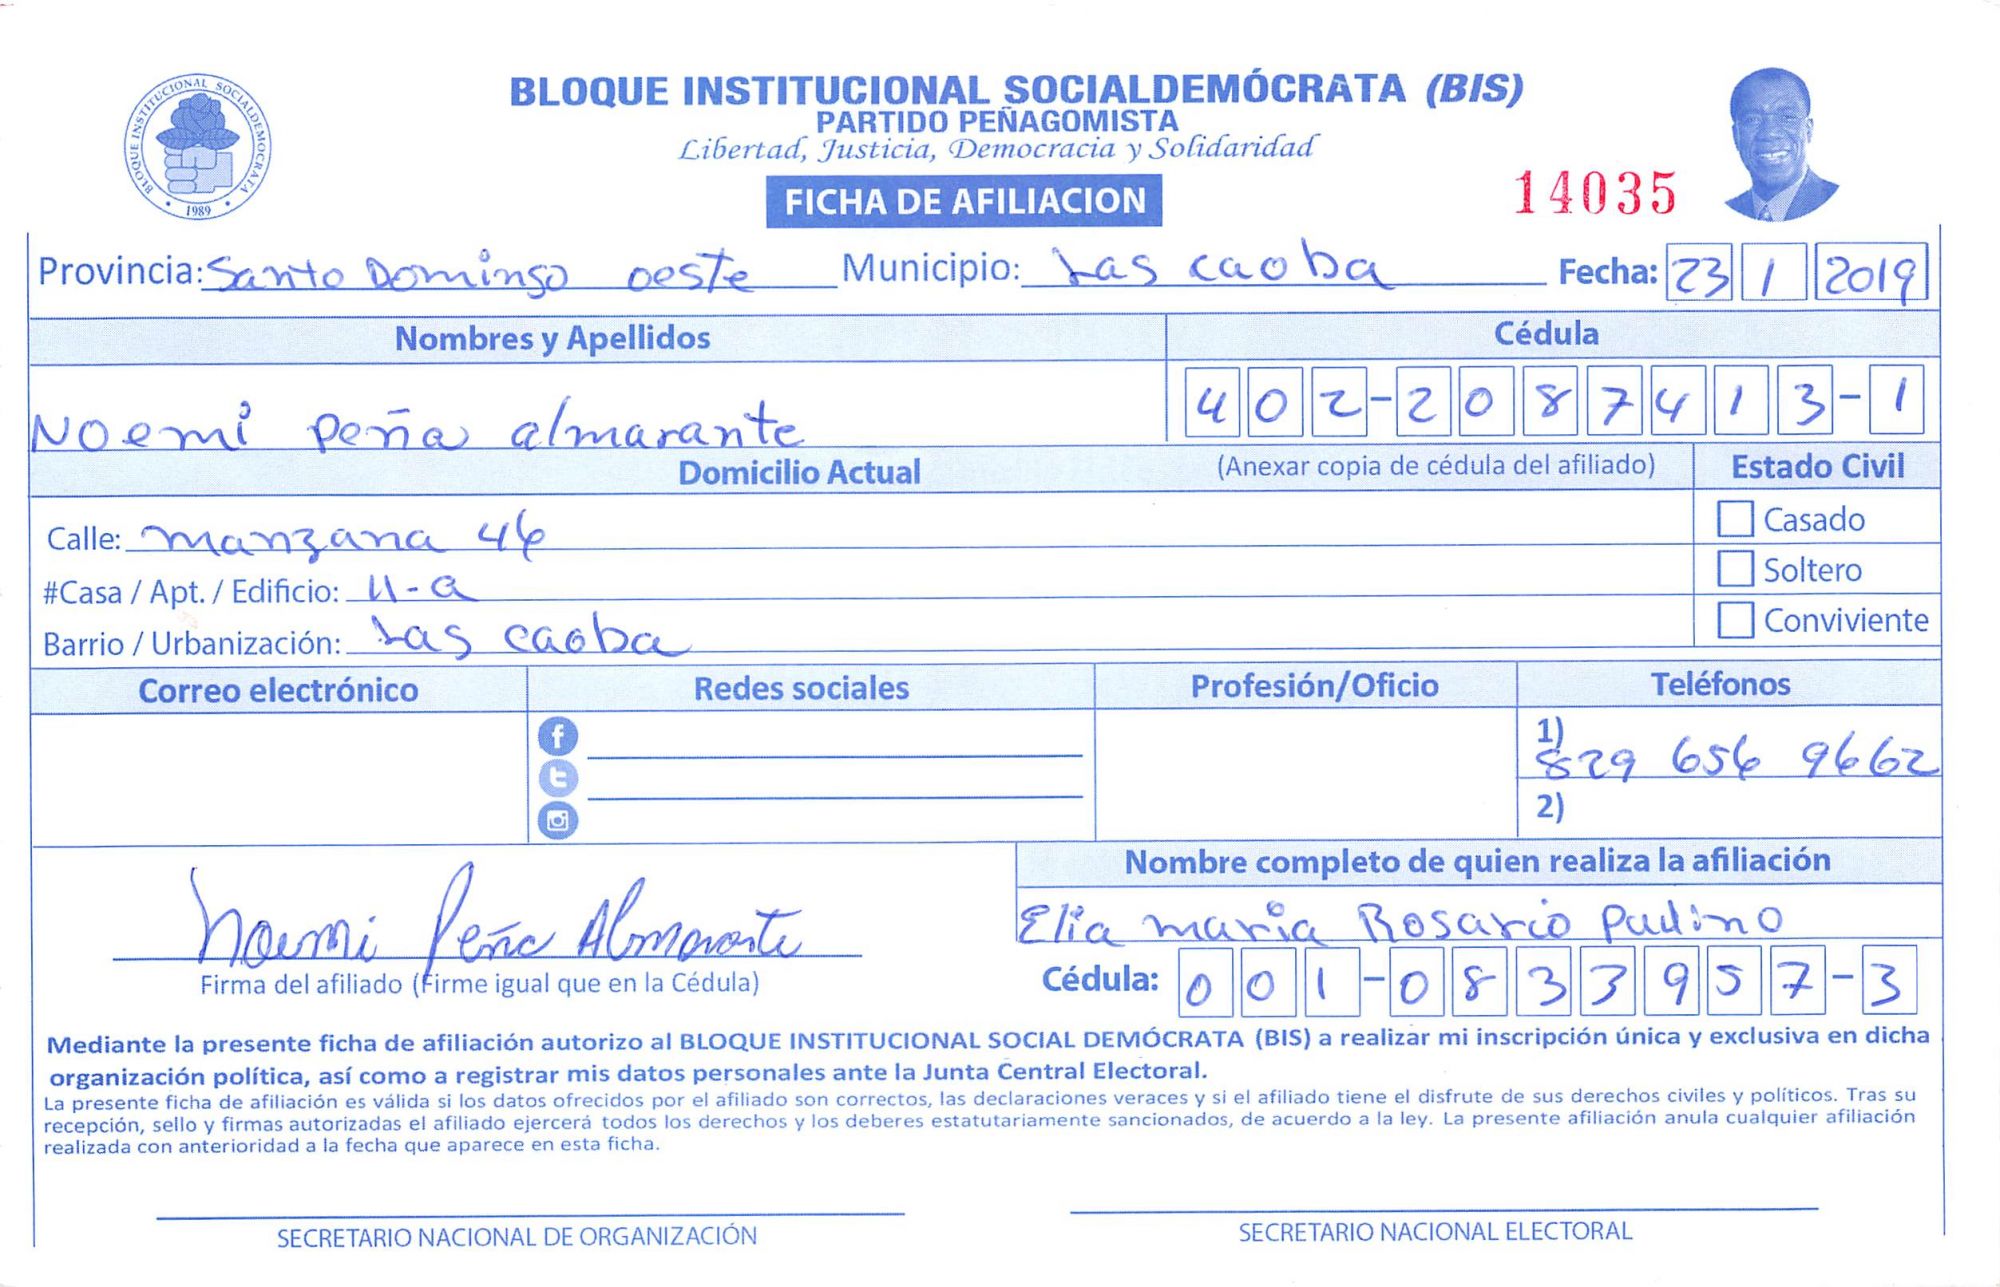 BLOQUE INSTITUCIONAL SOCIALDEMOCRATA
1989
BLOQUE INSTITUCIONAL SOCIALDEMÓCRATA (BIS)
PARTIDO PEÑAGOMISTA
Libertad, Justicia, Democracia y Solidaridad
FICHA DE AFILIACION
14035
Provincia: Santo Domingo oeste Municipio: Las caoba Fecha: 23 1 2019
Nombres y Apellidos Cédula
Noemi peña almarante 402-2087413-1
Domicilio Actual (Anexar copia de cédula del afiliado) Estado Civil
Calle: manzana 46 Casado
#Casa / Apt. / Edificio: 11-a Soltero
Barrio / Urbanización: Las caoba Conviviente
Correo electrónico Redes sociales Profesión/Oficio Teléfonos
1) 829 656 9662
2)
Nombre completo de quien realiza la afiliación
Elia maria Rosario Paulino
Noemi Peña Almarante
Firma del afiliado (Firme igual que en la Cédula) Cédula: 001-0833957-3
Mediante la presente ficha de afiliación autorizo al BLOQUE INSTITUCIONAL SOCIAL DEMÓCRATA (BIS) a realizar mi inscripción única y exclusiva en dicha
organización política, así como a registrar mis datos personales ante la Junta Central Electoral.
La presente ficha de afiliación es válida si los datos ofrecidos por el afiliado son correctos, las declaraciones veraces y si el afiliado tiene el disfrute de sus derechos civiles y políticos. Tras su
recepción, sello y firmas autorizadas el afiliado ejercerá todos los derechos y los deberes estatutariamente sancionados, de acuerdo a la ley. La presente afiliación anula cualquier afiliación
realizada con anterioridad a la fecha que aparece en esta ficha.
SECRETARIO NACIONAL DE ORGANIZACIÓN SECRETARIO NACIONAL ELECTORAL